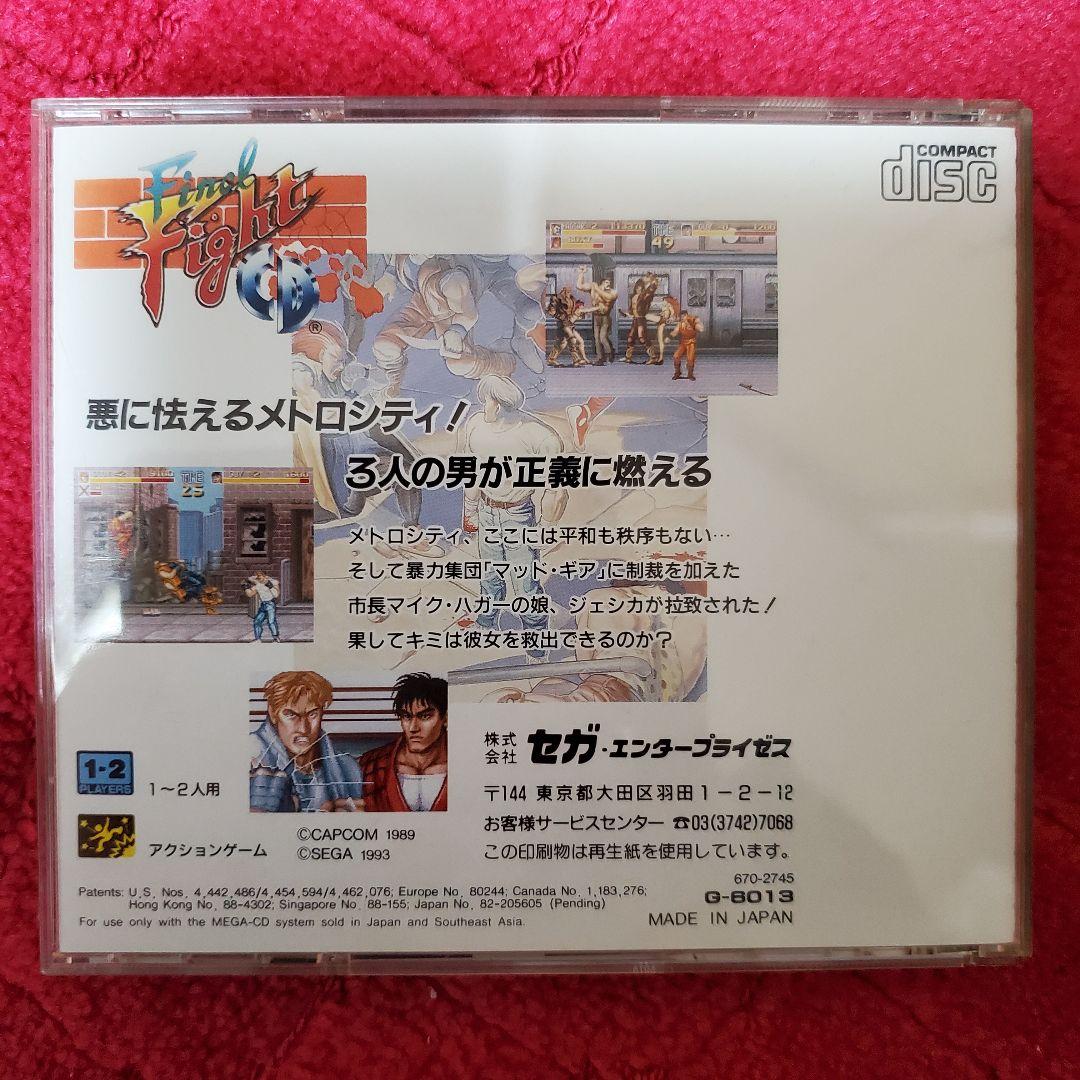 Final Fight CD ®
COMPACT disc
TIME 49
悪に怯えるメトロシティ!
3人の男が正義に燃える
TIME 25
メトロシティ、ここには平和も秩序もない…
そして暴力集団「マッド・ギア」に制裁を加えた
市長マイク・ハガーの娘、ジェシカが拉致された!
果してキミは彼女を救出できるのか?
株式会社 セガ・エンタープライゼス
〒144 東京都大田区羽田1-2-12
お客様サービスセンター ☎03(3742)7068
この印刷物は再生紙を使用しています。
1-2 PLAYERS
1〜2人用
アクションゲーム
©CAPCOM 1989
©SEGA 1993
670-2745
G-6013
MADE IN JAPAN
Patents: U.S. Nos. 4,442,486/4,454,594/4,462,076; Europe No. 80244; Canada No. 1,183,276;
Hong Kong No. 88-4302; Singapore No. 88-155; Japan No. 82-205605 (Pending)
For use only with the MEGA-CD system sold in Japan and Southeast Asia.